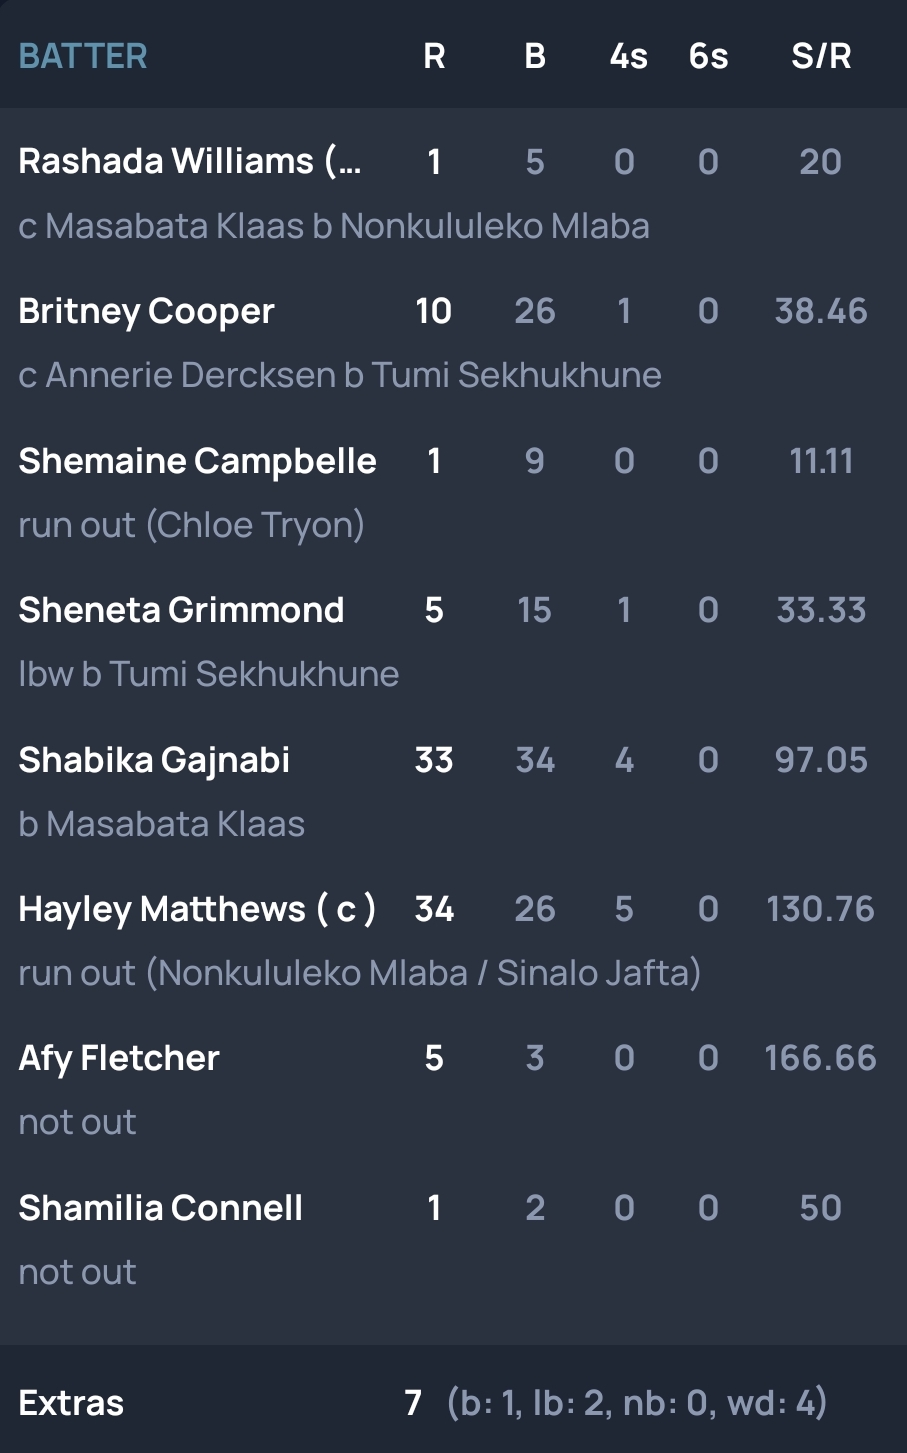 BATTER R B 4s 6s S/R
Rashada Williams (... 1 5 0 0 20
c Masabata Klaas b Nonkululeko Mlaba
Britney Cooper 10 26 1 0 38.46
c Annerie Dercksen b Tumi Sekhukhune
Shemaine Campbelle 1 9 0 0 11.11
run out (Chloe Tryon)
Sheneta Grimmond 5 15 1 0 33.33
lbw b Tumi Sekhukhune
Shabika Gajnabi 33 34 4 0 97.05
b Masabata Klaas
Hayley Matthews ( c ) 34 26 5 0 130.76
run out (Nonkululeko Mlaba / Sinalo Jafta)
Afy Fletcher 5 3 0 0 166.66
not out
Shamilia Connell 1 2 0 0 50
not out
Extras 7 (b: 1, lb: 2, nb: 0, wd: 4)